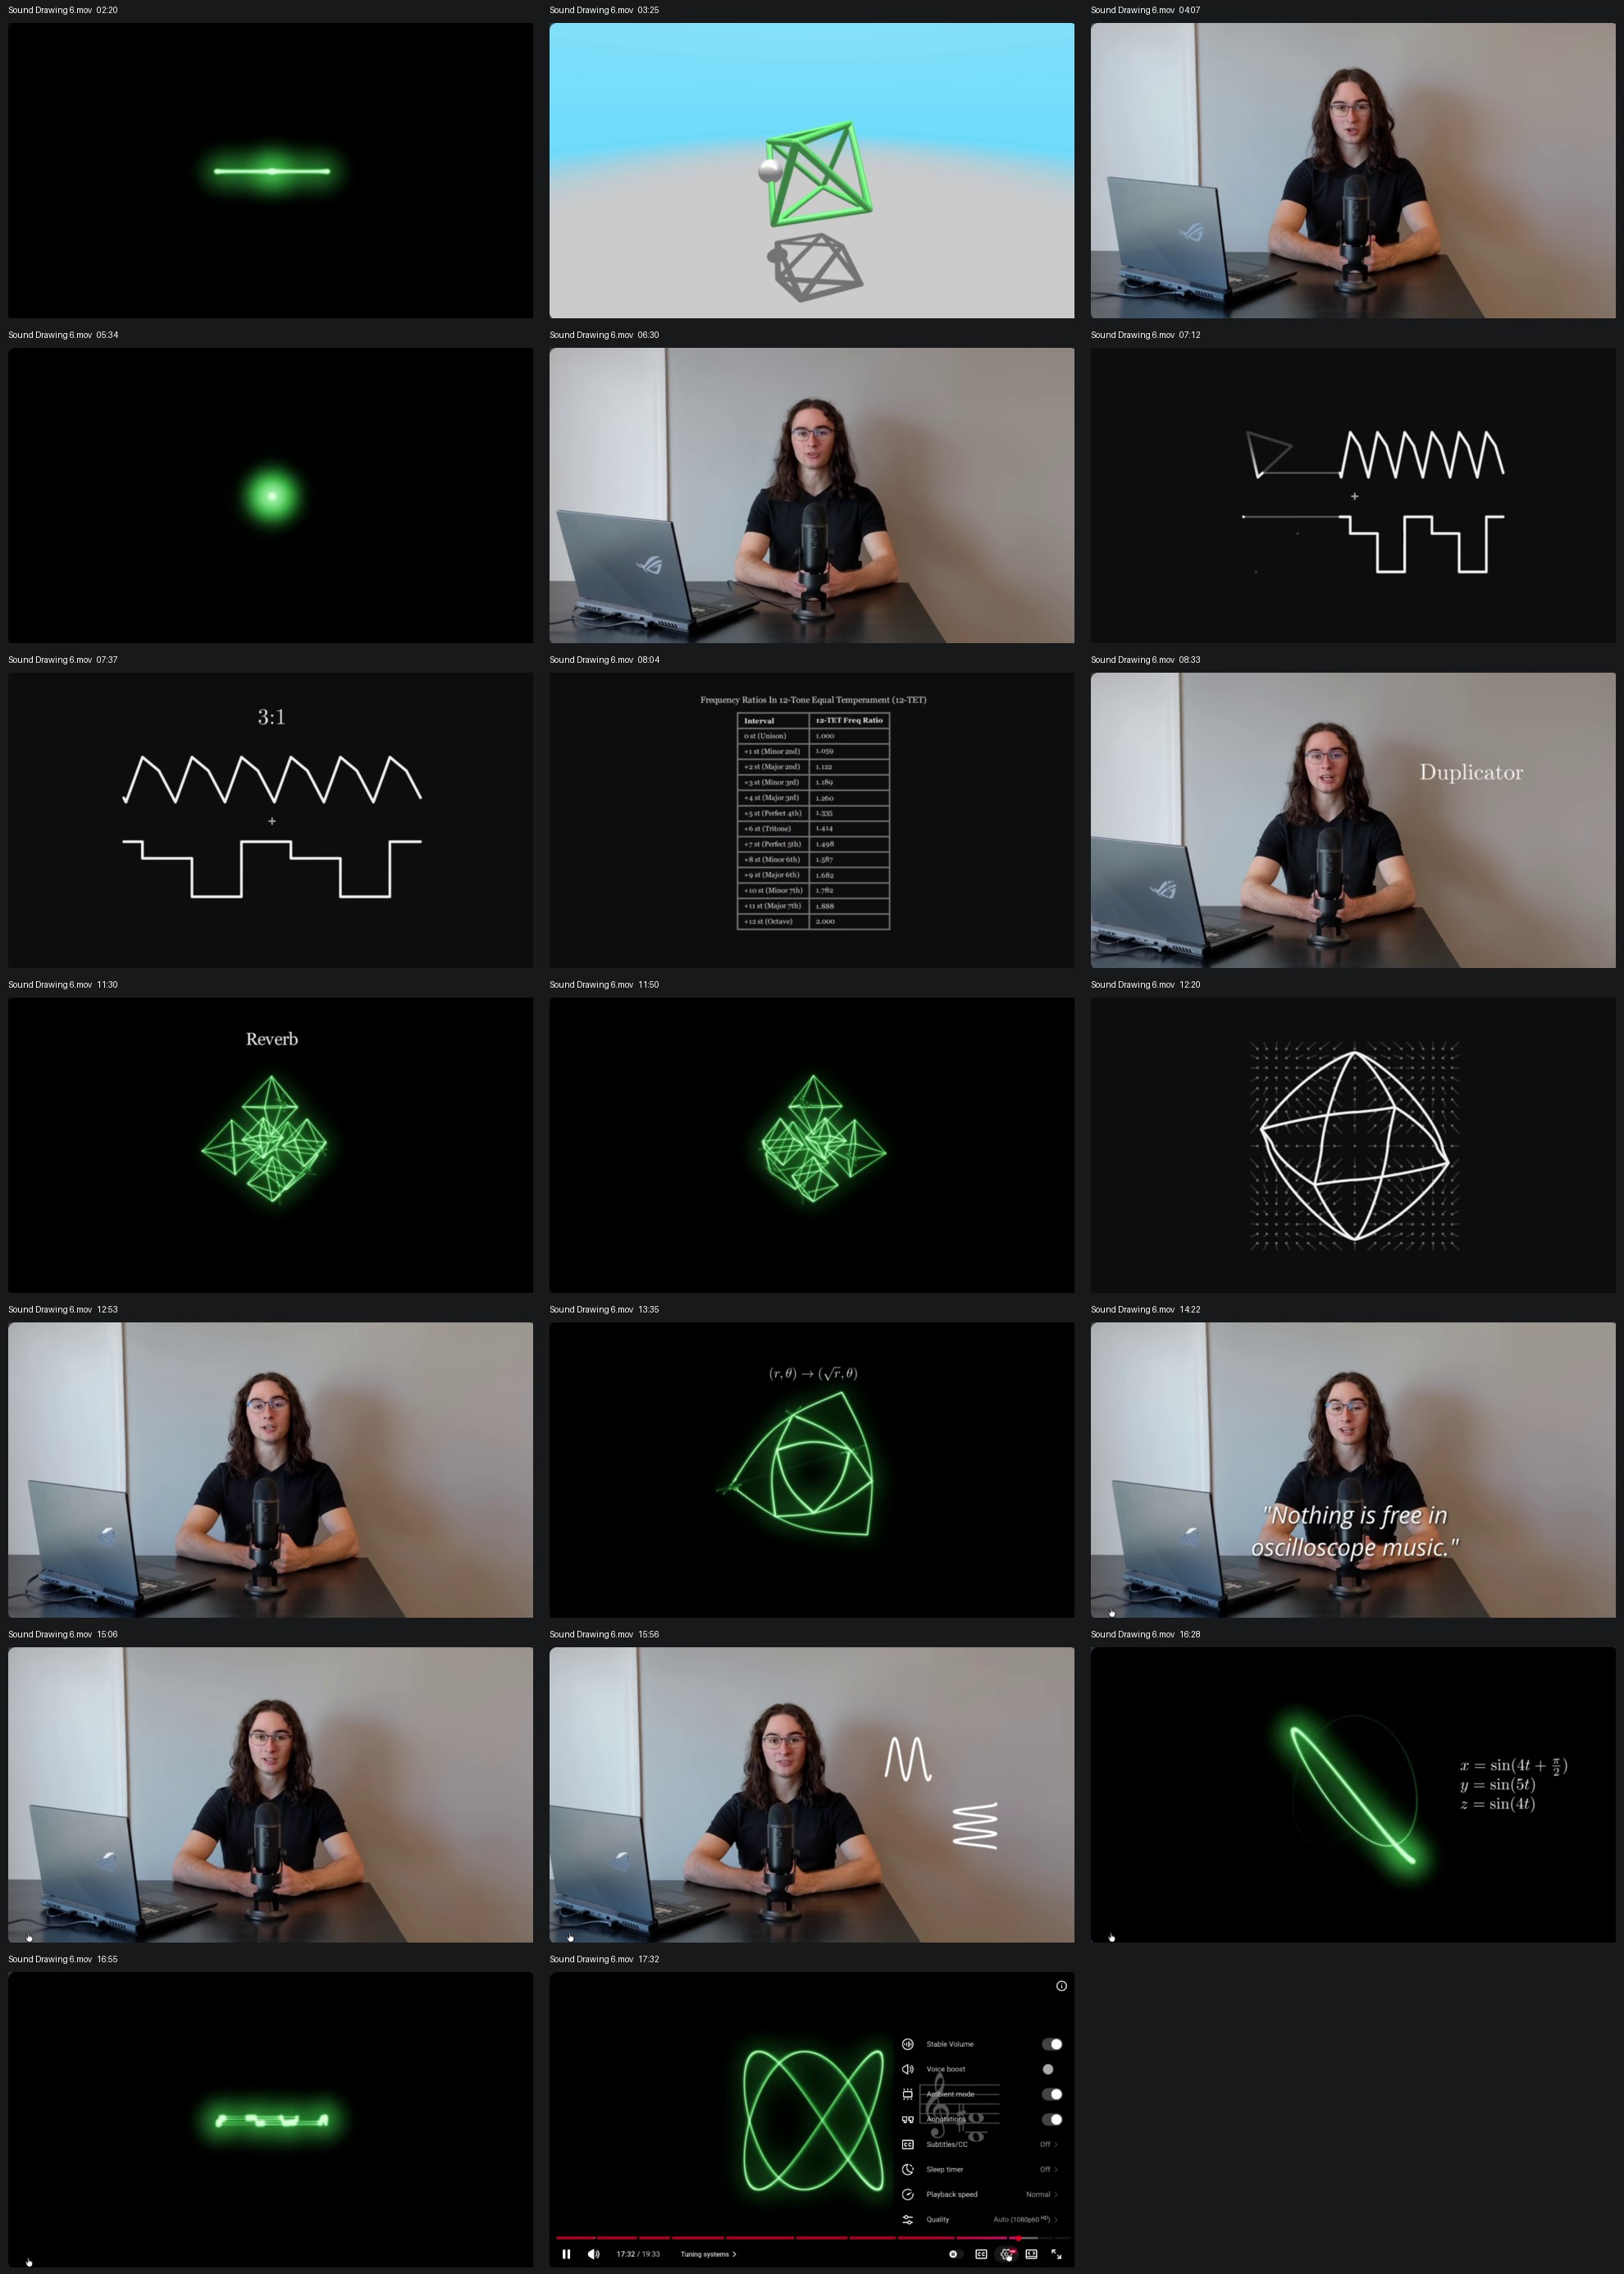 Sound Drawing 6.mov 02:20
Sound Drawing 6.mov 03:25
Sound Drawing 6.mov 04:07
Sound Drawing 6.mov 05:34
Sound Drawing 6.mov 06:30
Sound Drawing 6.mov 07:12
+
Sound Drawing 6.mov 07:37
3:1
+
Sound Drawing 6.mov 08:04
Frequency Ratios In 12-Tone Equal Temperament (12-TET)
Interval 12-TET Freq Ratio
0 st (Unison) 1.000
+1 st (Minor 2nd) 1.059
+2 st (Major 2nd) 1.122
+3 st (Minor 3rd) 1.189
+4 st (Major 3rd) 1.260
+5 st (Perfect 4th) 1.335
+6 st (Tritone) 1.414
+7 st (Perfect 5th) 1.498
+8 st (Minor 6th) 1.587
+9 st (Major 6th) 1.682
+10 st (Minor 7th) 1.782
+11 st (Major 7th) 1.888
+12 st (Octave) 2.000
Sound Drawing 6.mov 08:33
Duplicator
Sound Drawing 6.mov 11:30
Reverb
Sound Drawing 6.mov 11:50
Sound Drawing 6.mov 12:20
Sound Drawing 6.mov 12:53
Sound Drawing 6.mov 13:35
(r, θ) → (√r, θ)
Sound Drawing 6.mov 14:22
"Nothing is free in
oscilloscope music."
Sound Drawing 6.mov 15:06
Sound Drawing 6.mov 15:56
Sound Drawing 6.mov 16:28
x = sin(4t + π/2)
y = sin(5t)
z = sin(4t)
Sound Drawing 6.mov 16:55
Sound Drawing 6.mov 17:32
Stable Volume
Voice boost
Ambient mode
Annotations
Subtitles/CC Off
Sleep timer Off
Playback speed Normal
Quality Auto (1080p60 HD)
17:32 / 19:33 Tuning systems